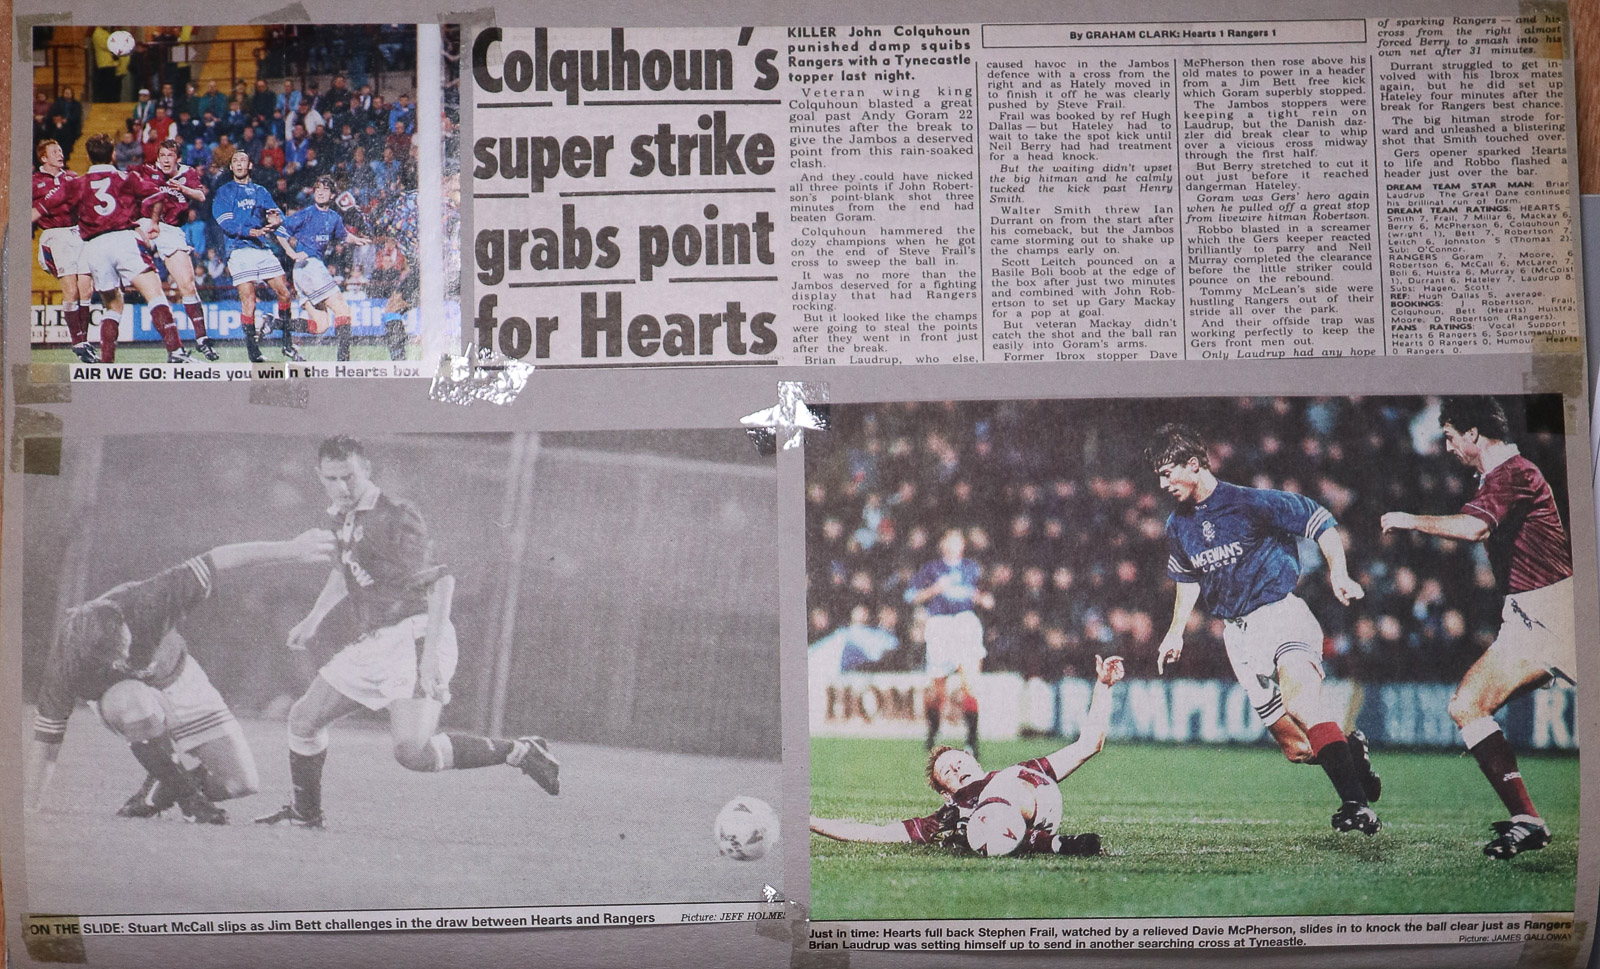 Colquhoun's
super strike
grabs point
for Hearts
AIR WE GO: Heads you win in the Hearts box
3
By GRAHAM CLARK: Hearts 1 Rangers 1
KILLER John Colquhoun
punished damp squibs
Rangers with a Tynecastle
topper last night.
Veteran wing king
Colquhoun blasted a great
goal past Andy Goram 22
minutes after the break to
give the Jambos a deserved
point from this rain-soaked
clash.
And they could have nicked
all three points if John Robert-
son's point-blank shot three
minutes from the end had
beaten Goram.
Colquhoun hammered the
dozy champions when he got
on the end of Steve Frail's
cross to sweep the ball in.
It was no more than the
Jambos deserved for a fighting
display that had Rangers
rocking.
But it looked like the champs
were going to steal the points
after they went in front just
after the break.
Brian Laudrup, who else,
caused havoc in the Jambos
defence with a cross from the
right and as Hately moved in
to finish it off he was clearly
pushed by Steve Frail.
Frail was booked by ref Hugh
Dallas — but Hateley had to
wait to take the spot kick until
Neil Berry had had treatment
for a head knock.
But the waiting didn't upset
the big hitman and he calmly
tucked the kick past Henry
Smith.
Walter Smith threw Ian
Durrant on from the start after
his comeback, but the Jambos
came storming out to shake up
the champs early on.
Scott Leitch pounced on a
Basile Boli boob at the edge of
the box after just two minutes
and combined with John Rob-
ertson to set up Gary Mackay
for a pop at goal.
But veteran Mackay didn't
catch the shot and the ball ran
easily into Goram's arms.
Former Ibrox stopper Dave
McPherson then rose above his
old mates to power in a header
from a Jim Bett free kick
which Goram superbly stopped.
The Jambos stoppers were
keeping a tight rein on
Laudrup, but the Danish daz-
zler did break clear to whip
over a vicious cross midway
through the first half.
But Berry stretched to cut it
out just before it reached
dangerman Hateley.
Goram was Gers' hero again
when he pulled off a great stop
from livewire hitman Robertson.
Robbo blasted in a screamer
which the Gers keeper reacted
brilliantly to parry and Neil
Murray completed the clearance
before the little striker could
pounce on the rebound.
Tommy McLean's side were
hustling Rangers out of their
stride all over the park.
And their offside trap was
working perfectly to keep the
Gers front men out.
Only Laudrup had any hope
of sparking Rangers — and his
cross from the right almost
forced Berry to smash into his
own net after 31 minutes.
Durrant struggled to get in-
volved with his Ibrox mates
again, but he did set up
Hateley four minutes after the
break for Rangers best chance.
The big hitman strode for-
ward and unleashed a blistering
shot that Smith touched over.
Gers opener sparked Hearts
to life and Robbo flashed a
header just over the bar.
DREAM TEAM STAR MAN: Brian
Laudrup The Great Dane continued
his brilliant run of form.
DREAM TEAM RATINGS: HEARTS —
Smith 7, Frail, 7 Millar 6, Mackay 6,
Berry 6, McPherson 6, Colquhoun 7
(Wright 1), Bett 7, Robertson 7,
Leitch 6, Johnston 5 (Thomas 2).
Sub: O'Connor.
RANGERS Goram 7, Moore, 6
Robertson 6, McCall 6, McLaren 7,
Boli 6, Huistra 6, Murray 6 (McCoist
1), Durrant 6, Hateley 7, Laudrup 8.
Subs: Hagen, Scott.
REF: Hugh Dallas 5, average.
BOOKINGS: J Robertson, Frail,
Colquhoun, Bett (Hearts) Huistra,
Moore, D Robertson (Rangers).
FANS RATINGS: Vocal Support —
Hearts 6 Rangers 6, Sportsmanship —
Hearts 0 Rangers 0, Humour — Hearts
0 Rangers 0.
ON THE SLIDE: Stuart McCall slips as Jim Bett challenges in the draw between Hearts and Rangers
Picture: JEFF HOLMES
McEWAN'S
LAGER
Just in time: Hearts full back Stephen Frail, watched by a relieved Davie McPherson, slides in to knock the ball clear just as Rangers'
Brian Laudrup was setting himself up to send in another searching cross at Tyneastle.
Picture: JAMES GALLOWAY